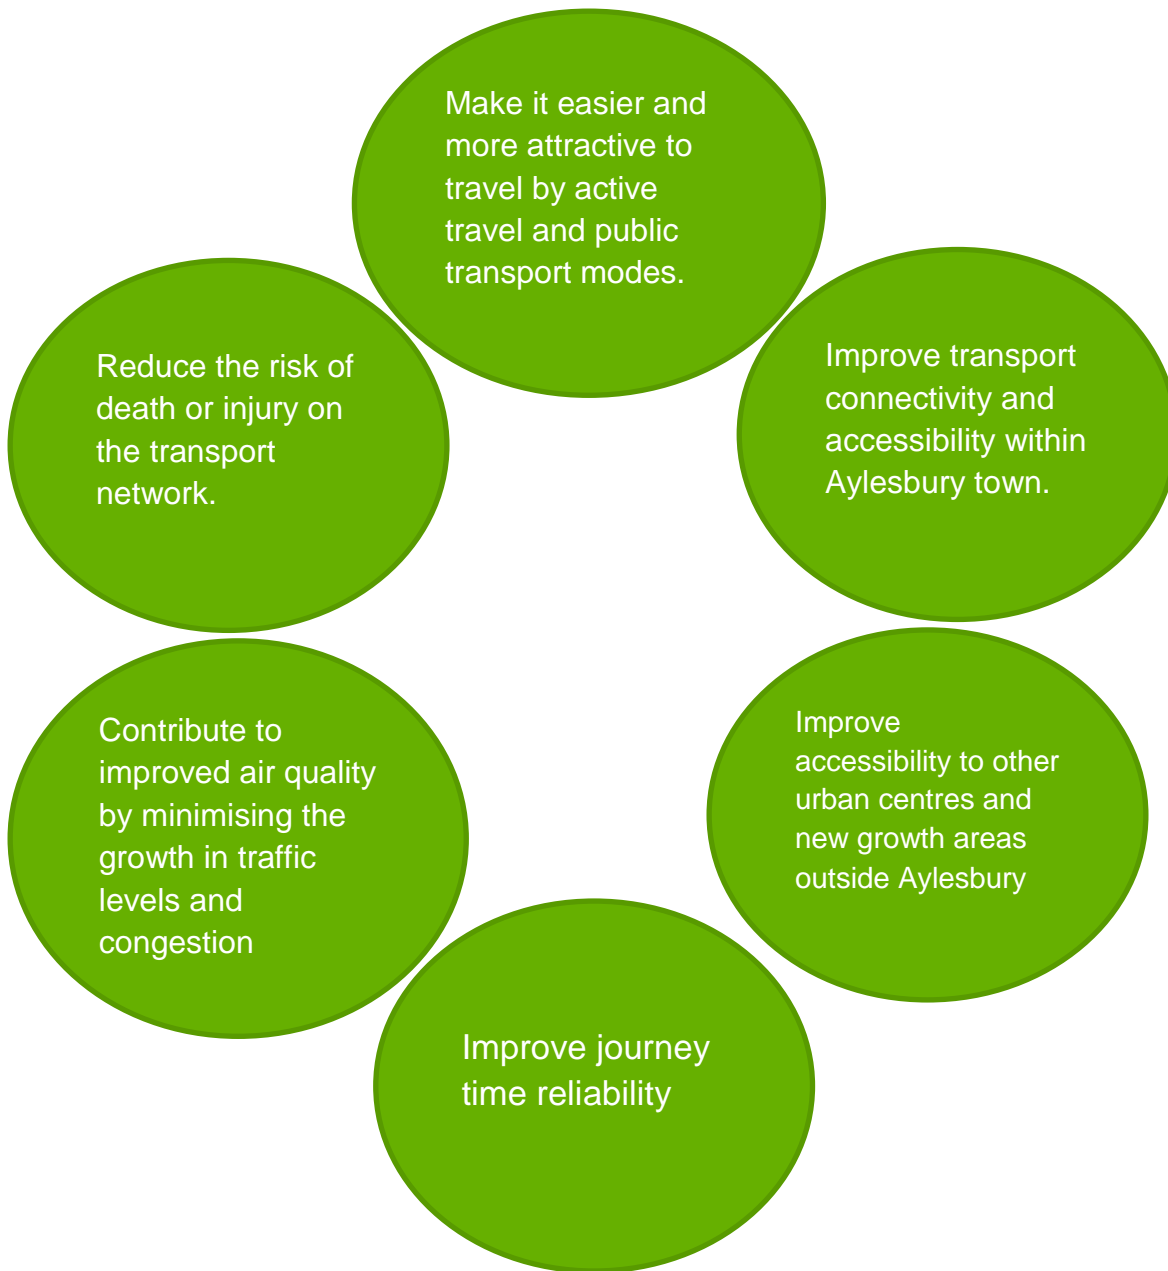 Make it easier and
more attractive to
travel by active
travel and public
transport modes.
Improve transport
connectivity and
accessibility within
Aylesbury town.
Improve
accessibility to other
urban centres and
new growth areas
outside Aylesbury
Improve journey
time reliability
Contribute to
improved air quality
by minimising the
growth in traffic
levels and
congestion
Reduce the risk of
death or injury on
the transport
network.